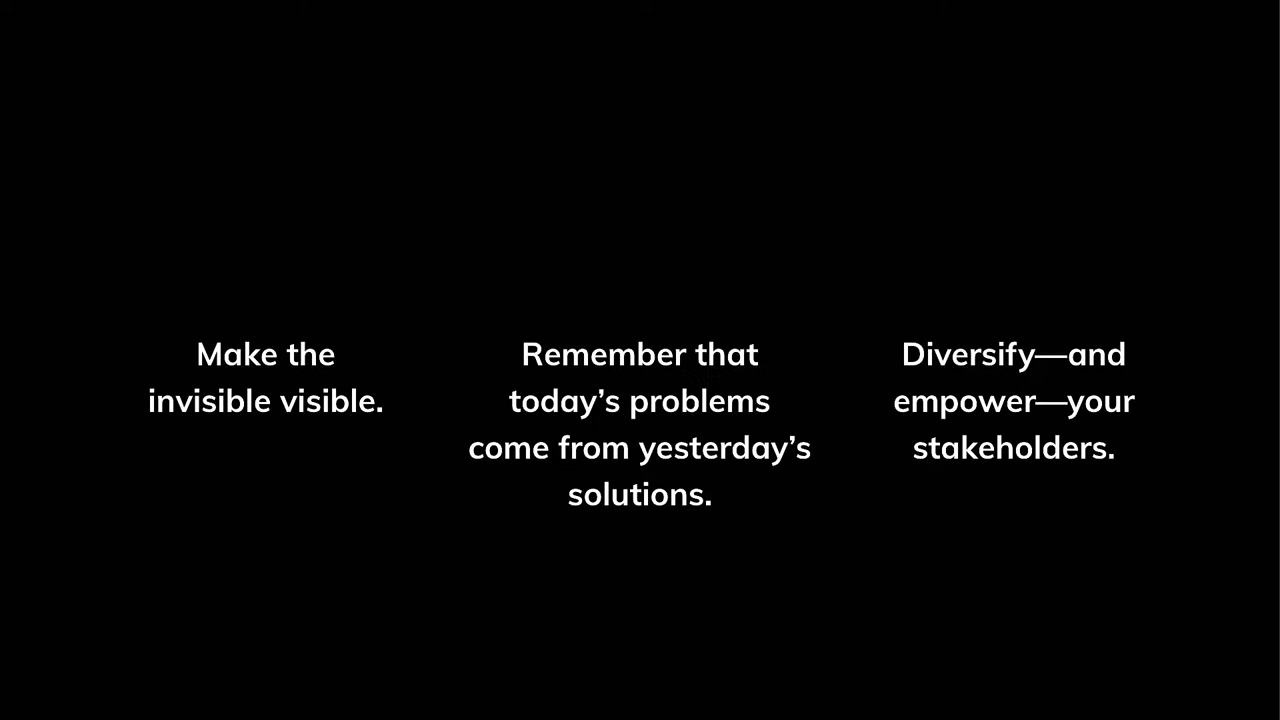 Make the
invisible visible.
Remember that
today’s problems
come from yesterday’s
solutions.
Diversify—and
empower—your
stakeholders.